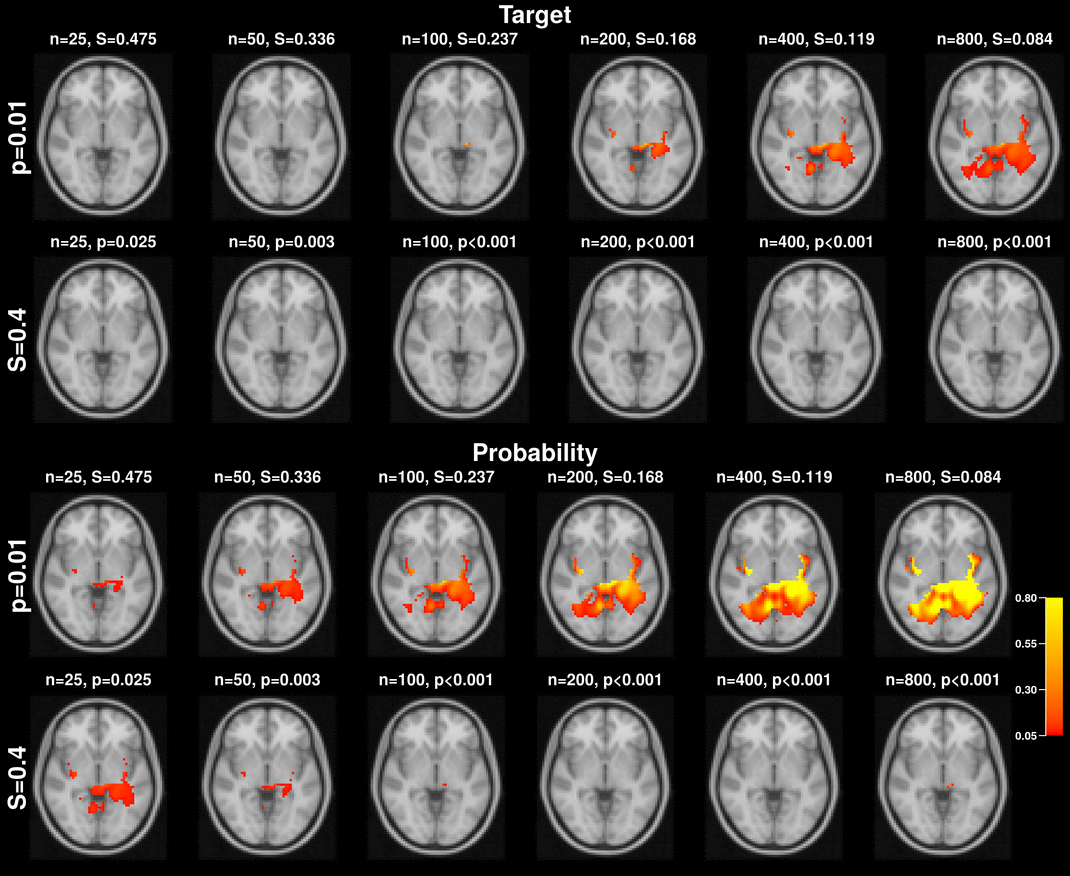 Target
n=25, S=0.475 n=50, S=0.336 n=100, S=0.237 n=200, S=0.168 n=400, S=0.119 n=800, S=0.084
p=0.01
n=25, p=0.025 n=50, p=0.003 n=100, p<0.001 n=200, p<0.001 n=400, p<0.001 n=800, p<0.001
S=0.4
Probability
n=25, S=0.475 n=50, S=0.336 n=100, S=0.237 n=200, S=0.168 n=400, S=0.119 n=800, S=0.084
p=0.01
0.80
0.55
0.30
0.05
n=25, p=0.025 n=50, p=0.003 n=100, p<0.001 n=200, p<0.001 n=400, p<0.001 n=800, p<0.001
S=0.4